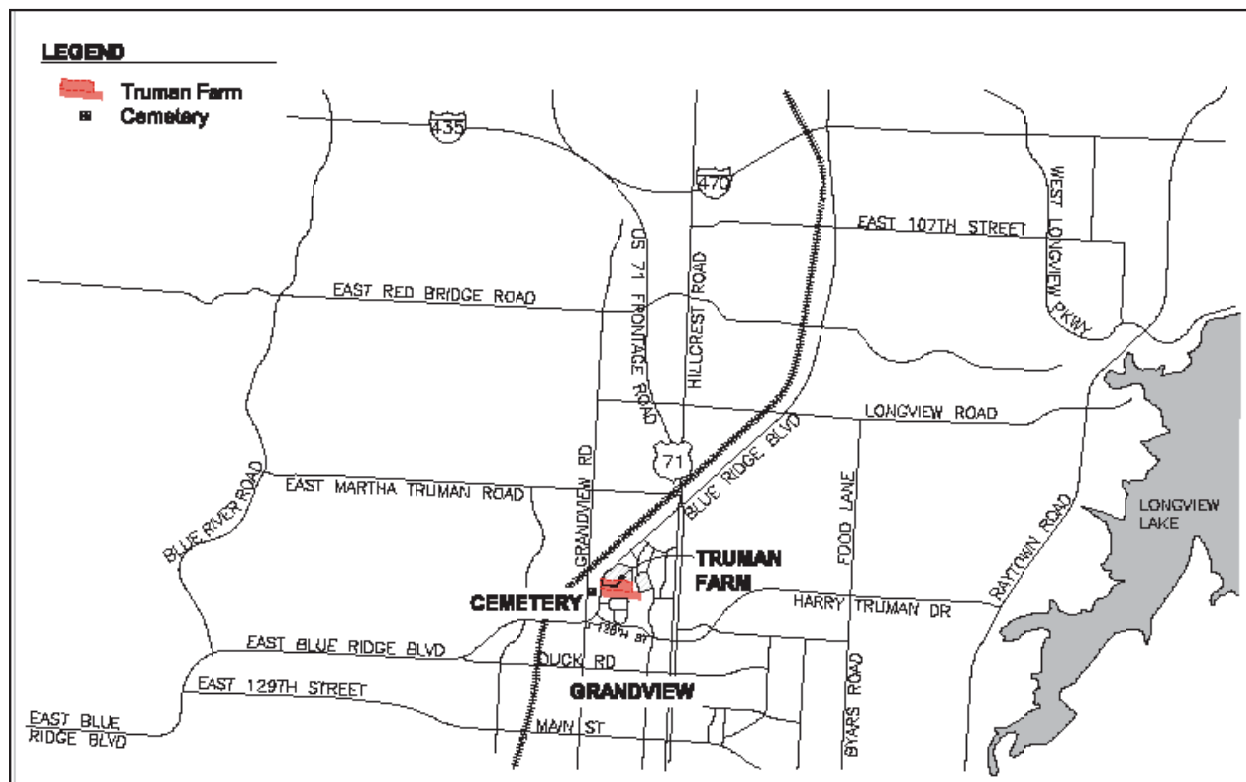 LEGEND
Truman Farm
Cemetery
435
470
EAST 107TH STREET
WEST LONGVIEW PKWY
US 71 FRONTAGE ROAD
HILLCREST ROAD
EAST RED BRIDGE ROAD
LONGVIEW ROAD
GRANDVIEW RD
71
BLUE RIDGE BLVD
EAST MARTHA TRUMAN ROAD
BLUE RIVER ROAD
FOOD LANE
RAYTOWN ROAD
LONGVIEW
LAKE
TRUMAN
FARM
CEMETERY
HARRY TRUMAN DR
E 126TH ST
EAST BLUE RIDGE BLVD
DUCK RD
EAST 129TH STREET
GRANDVIEW
BYARS ROAD
EAST BLUE
RIDGE BLVD
MAIN ST